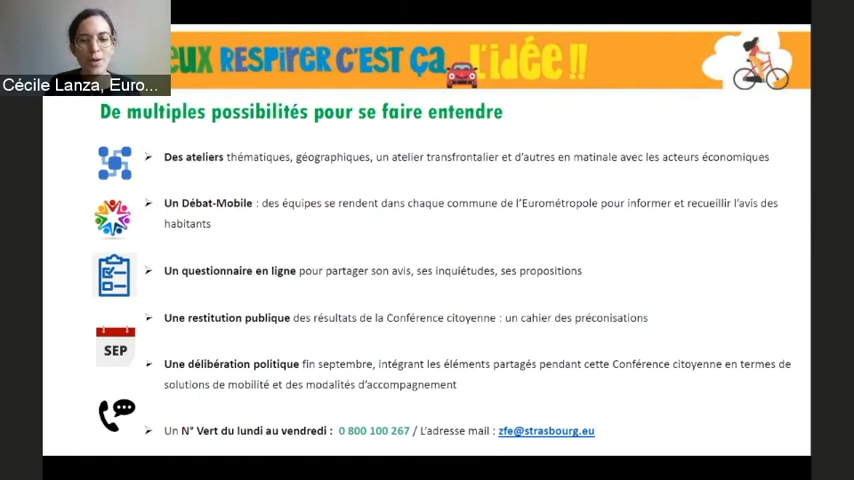 EUX RESPIRER C'EST ÇA L'idée !!
Cécile Lanza, Euro...
De multiples possibilités pour se faire entendre
➢ Des ateliers thématiques, géographiques, un atelier transfrontalier et d'autres en matinale avec les acteurs économiques
➢ Un Débat-Mobile : des équipes se rendent dans chaque commune de l'Eurométropole pour informer et recueillir l'avis des
habitants
➢ Un questionnaire en ligne pour partager son avis, ses inquiétudes, ses propositions
➢ Une restitution publique des résultats de la Conférence citoyenne : un cahier des préconisations
SEP
➢ Une délibération politique fin septembre, intégrant les éléments partagés pendant cette Conférence citoyenne en termes de
solutions de mobilité et des modalités d'accompagnement
➢ Un N° Vert du lundi au vendredi : 0 800 100 267 / L'adresse mail : zfe@strasbourg.eu